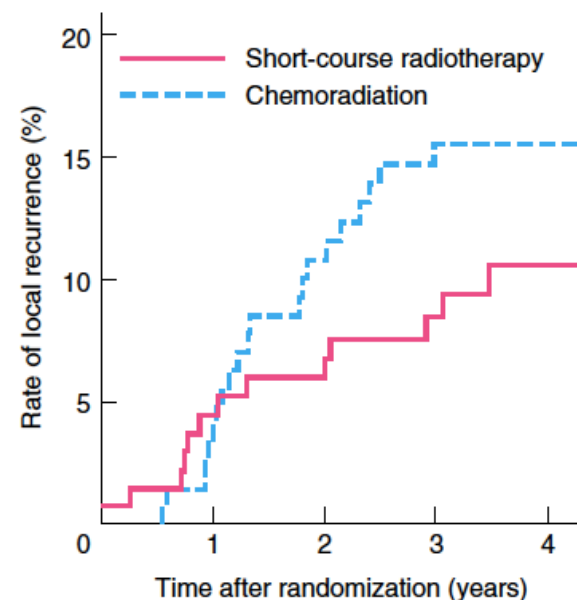 20
Short-course radiotherapy
Chemoradiation
15
10
5
0
1 2 3 4
Rate of local recurrence (%)
Time after randomization (years)